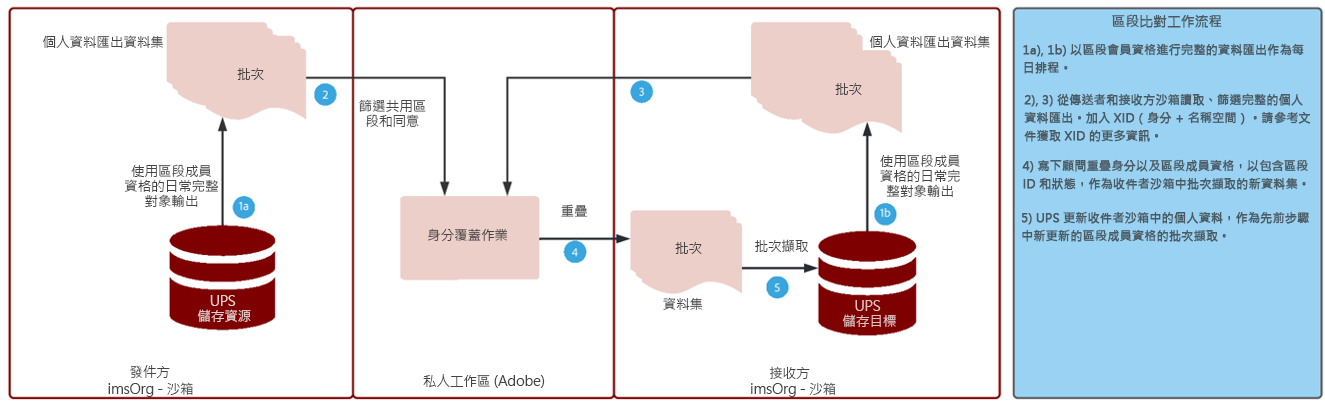 個人資料匯出資料集
批次
2
篩選共用區
段和同意
使用區段成員
資格的日常完整
對象輸出
1a
UPS
儲存資源
發件方
imsOrg - 沙箱
身分覆蓋作業
重疊
4
私人工作區 (Adobe)
3
個人資料匯出資料集
批次
使用區段成員
資格的日常完
整對象輸出
1b
批次
資料集
批次擷取
5
UPS
儲存目標
接收方
imsOrg - 沙箱
區段比對工作流程
1a), 1b) 以區段會員資格進行完整的資料匯出作為每
日排程。
2), 3) 從傳送者和接收方沙箱讀取、篩選完整的個人
資料匯出。加入 XID ( 身分 + 名稱空間 ) 。請參考文
件獲取 XID 的更多資訊。
4) 寫下顧問重疊身分以及區段成員資格，以包含區段
ID 和狀態，作為收件者沙箱中批次擷取的新資料集。
5) UPS 更新收件者沙箱中的個人資料，作為先前步驟
中新更新的區段成員資格的批次擷取。